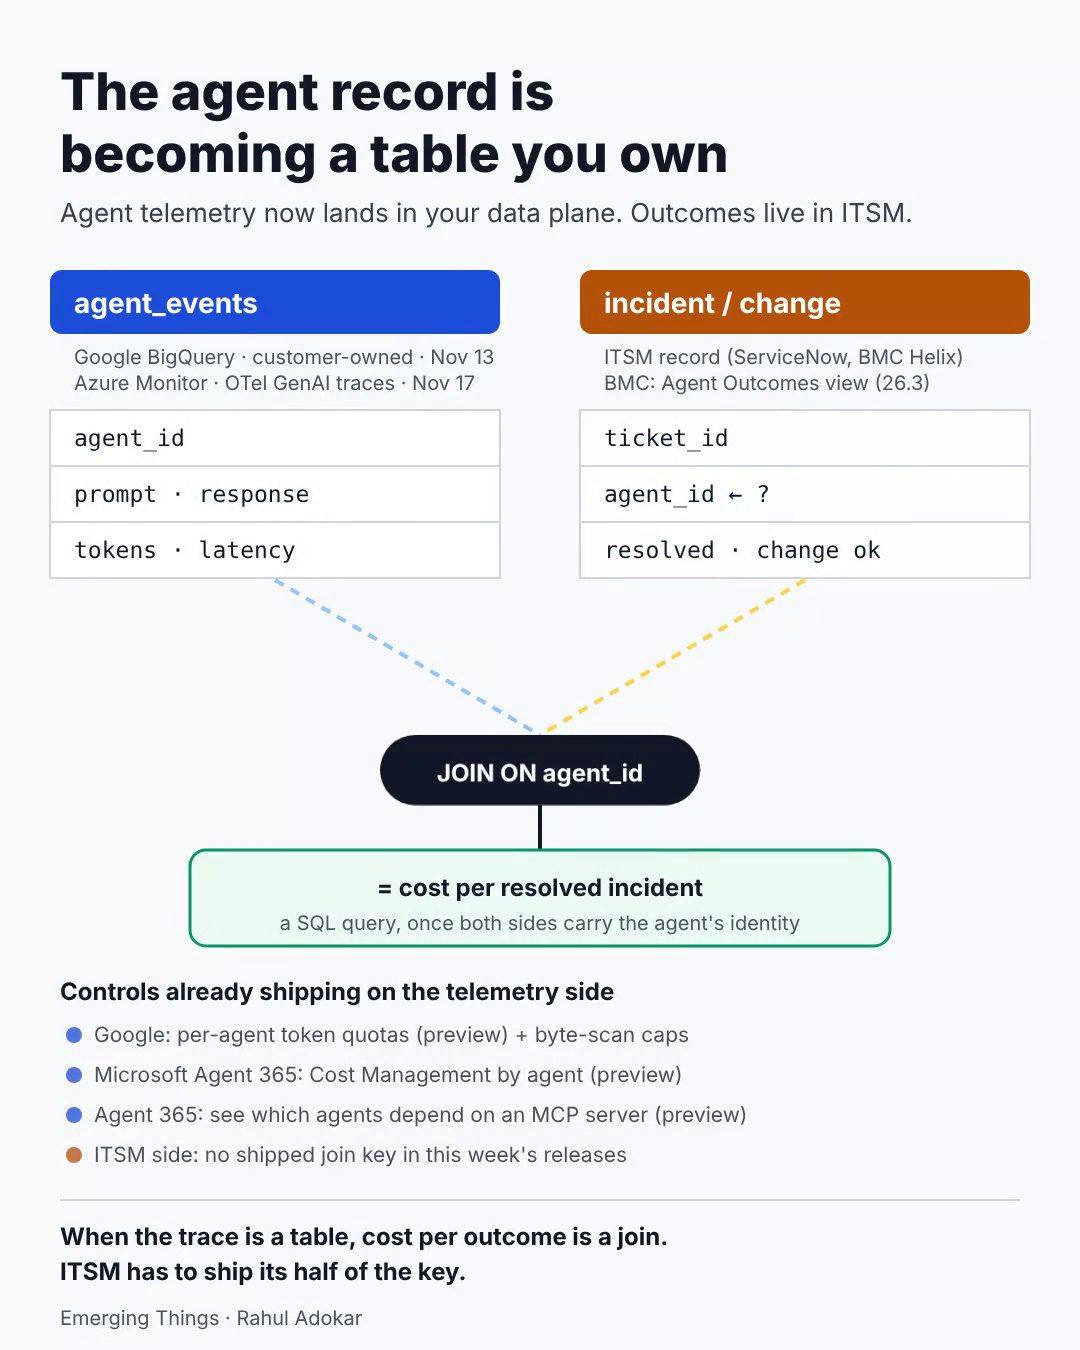 The agent record is
becoming a table you own
Agent telemetry now lands in your data plane. Outcomes live in ITSM.
agent_events
Google BigQuery · customer-owned · Nov 13
Azure Monitor · OTel GenAI traces · Nov 17
agent_id
prompt · response
tokens · latency
incident / change
ITSM record (ServiceNow, BMC Helix)
BMC: Agent Outcomes view (26.3)
ticket_id
agent_id ← ?
resolved · change ok
JOIN ON agent_id
= cost per resolved incident
a SQL query, once both sides carry the agent's identity
Controls already shipping on the telemetry side
Google: per-agent token quotas (preview) + byte-scan caps
Microsoft Agent 365: Cost Management by agent (preview)
Agent 365: see which agents depend on an MCP server (preview)
ITSM side: no shipped join key in this week's releases
When the trace is a table, cost per outcome is a join.
ITSM has to ship its half of the key.
Emerging Things · Rahul Adokar